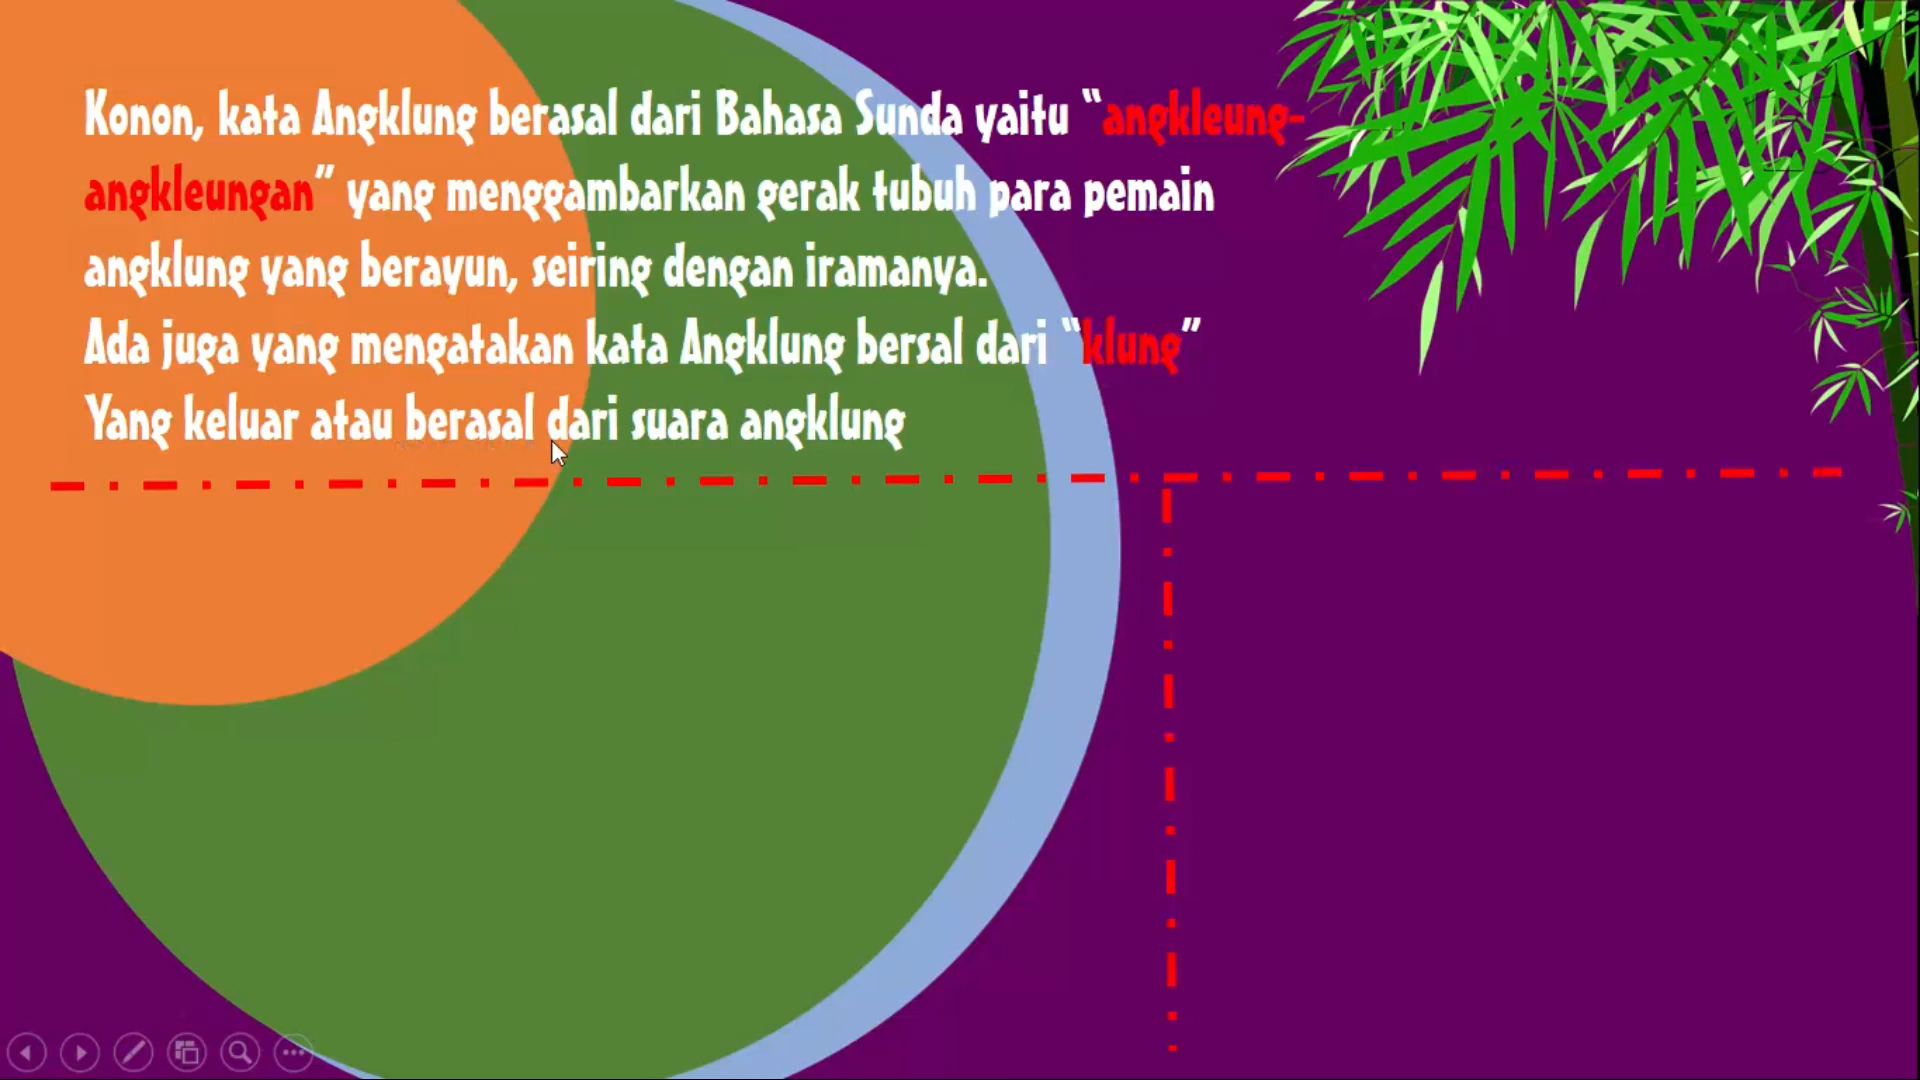 Konon, kata Angklung berasal dari Bahasa Sunda yaitu “angkleung-
angkleungan” yang menggambarkan gerak tubuh para pemain
angklung yang berayun, seiring dengan iramanya.
Ada juga yang mengatakan kata Angklung bersal dari “klung”
Yang keluar atau berasal dari suara angklung